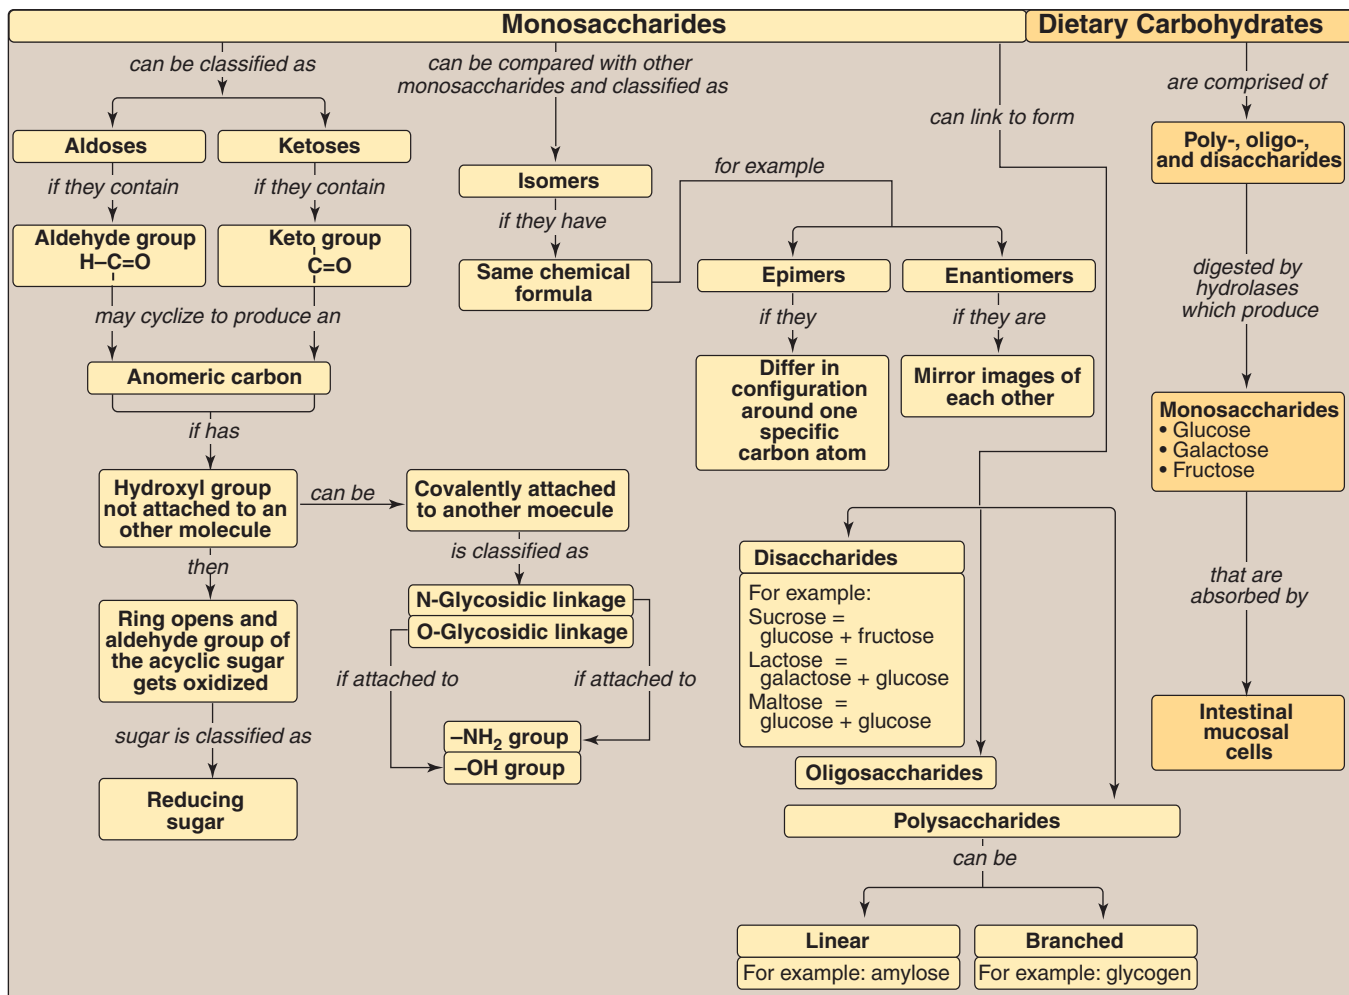 Monosaccharides
Dietary Carbohydrates
can be classified as
Aldoses
Ketoses
if they contain
if they contain
Aldehyde group
H–C=O
Keto group
C=O
may cyclize to produce an
Anomeric carbon
if has
Hydroxyl group
not attached to an
other molecule
can be
Covalently attached
to another moecule
is classified as
N-Glycosidic linkage
O-Glycosidic linkage
if attached to
if attached to
–NH₂ group
–OH group
then
Ring opens and
aldehyde group of
the acyclic sugar
gets oxidized
sugar is classified as
Reducing
sugar
can be compared with other
monosaccharides and classified as
Isomers
if they have
Same chemical
formula
for example
Epimers
Enantiomers
if they
if they are
Differ in
configuration
around one
specific
carbon atom
Mirror images of
each other
can link to form
Disaccharides
For example:
Sucrose =
glucose + fructose
Lactose =
galactose + glucose
Maltose =
glucose + glucose
Oligosaccharides
Polysaccharides
can be
Linear
For example: amylose
Branched
For example: glycogen
are comprised of
Poly-, oligo-,
and disaccharides
digested by
hydrolases
which produce
Monosaccharides
• Glucose
• Galactose
• Fructose
that are
absorbed by
Intestinal
mucosal
cells